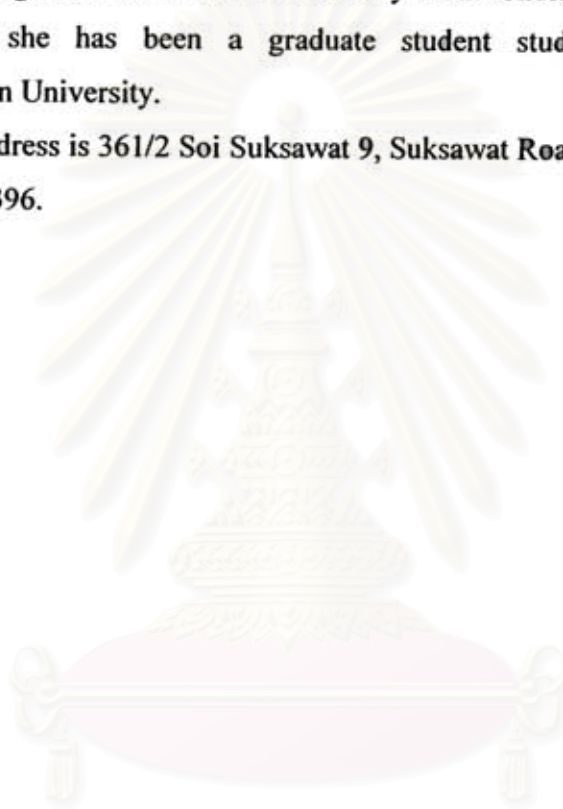 she has been a graduate student stud
n University.
dress is 361/2 Soi Suksawat 9, Suksawat Roa
396.